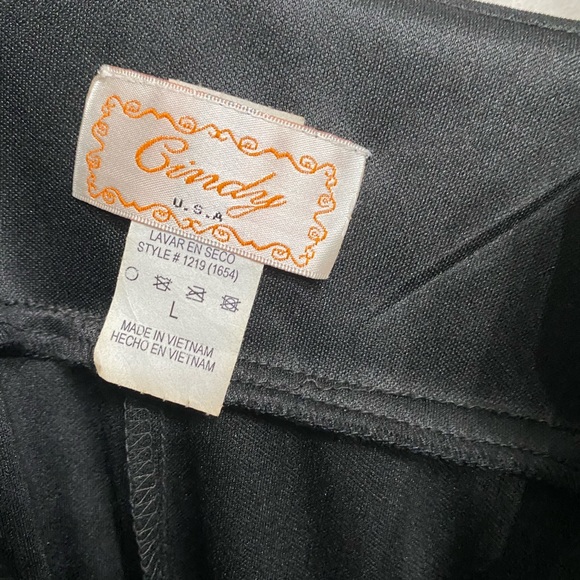 Cindy
U.S.A
LAVAR EN SECO
STYLE # 1219 (1654)
L
MADE IN VIETNAM
HECHO EN VIETNAM